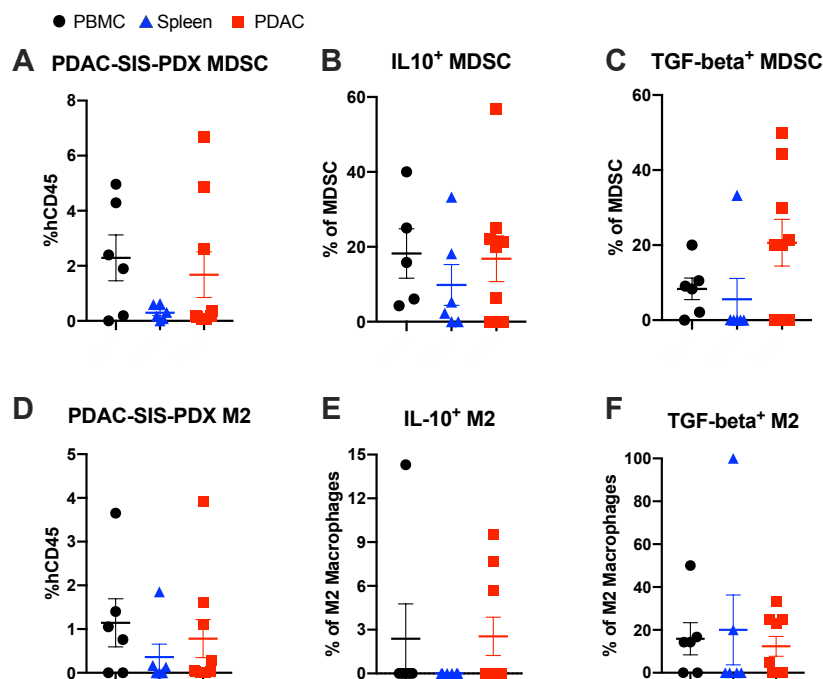 PBMC Spleen PDAC
A PDAC-SIS-PDX MDSC
8
6
4
2
0
%hCD45
B IL10+ MDSC
60
40
20
0
% of MDSC
C TGF-beta+ MDSC
60
40
20
0
% of MDSC
D PDAC-SIS-PDX M2
5
4
3
2
1
0
%hCD45
E IL-10+ M2
15
12
9
6
3
0
% of M2 Macrophages
F TGF-beta+ M2
100
80
60
40
20
0
% of M2 Macrophages